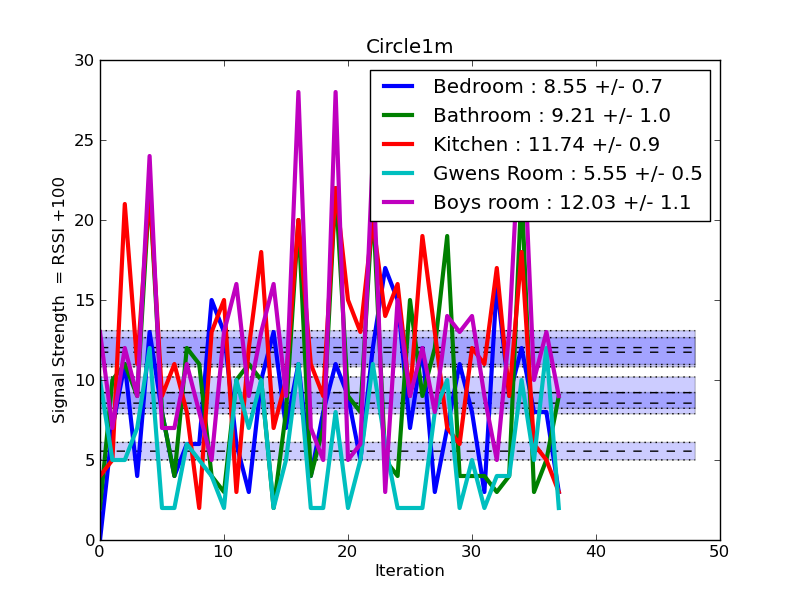 Circle1m
Bedroom : 8.55 +/- 0.7
Bathroom : 9.21 +/- 1.0
Kitchen : 11.74 +/- 0.9
Gwens Room : 5.55 +/- 0.5
Boys room : 12.03 +/- 1.1
Signal Strength = RSSI +100
30
25
20
15
10
5
0
0 10 20 30 40 50
Iteration